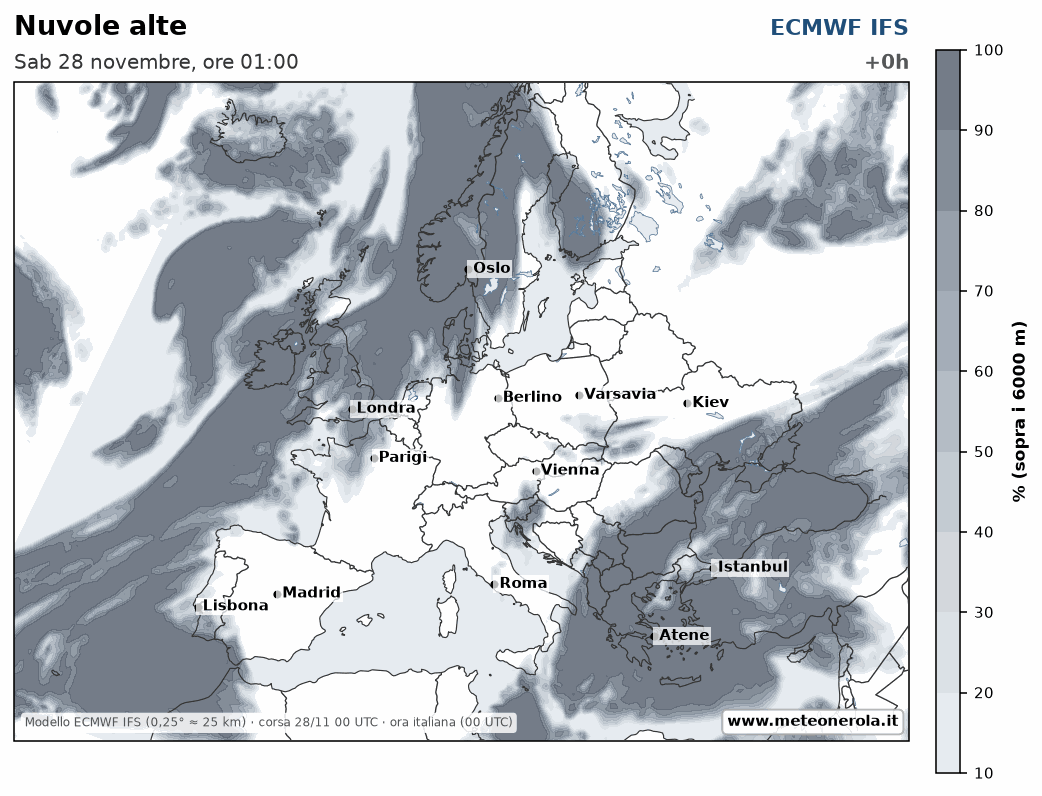 Nuvole alte
ECMWF IFS
Sab 28 novembre, ore 01:00
+0h
Oslo
Londra
Berlino
Varsavia
Kiev
Parigi
Vienna
Istanbul
Roma
Madrid
Lisbona
Atene
Modello ECMWF IFS (0,25° ≈ 25 km) · corsa 28/11 00 UTC · ora italiana (00 UTC)
www.meteonerola.it
100
90
80
70
60
50
40
30
20
10
% (sopra i 6000 m)